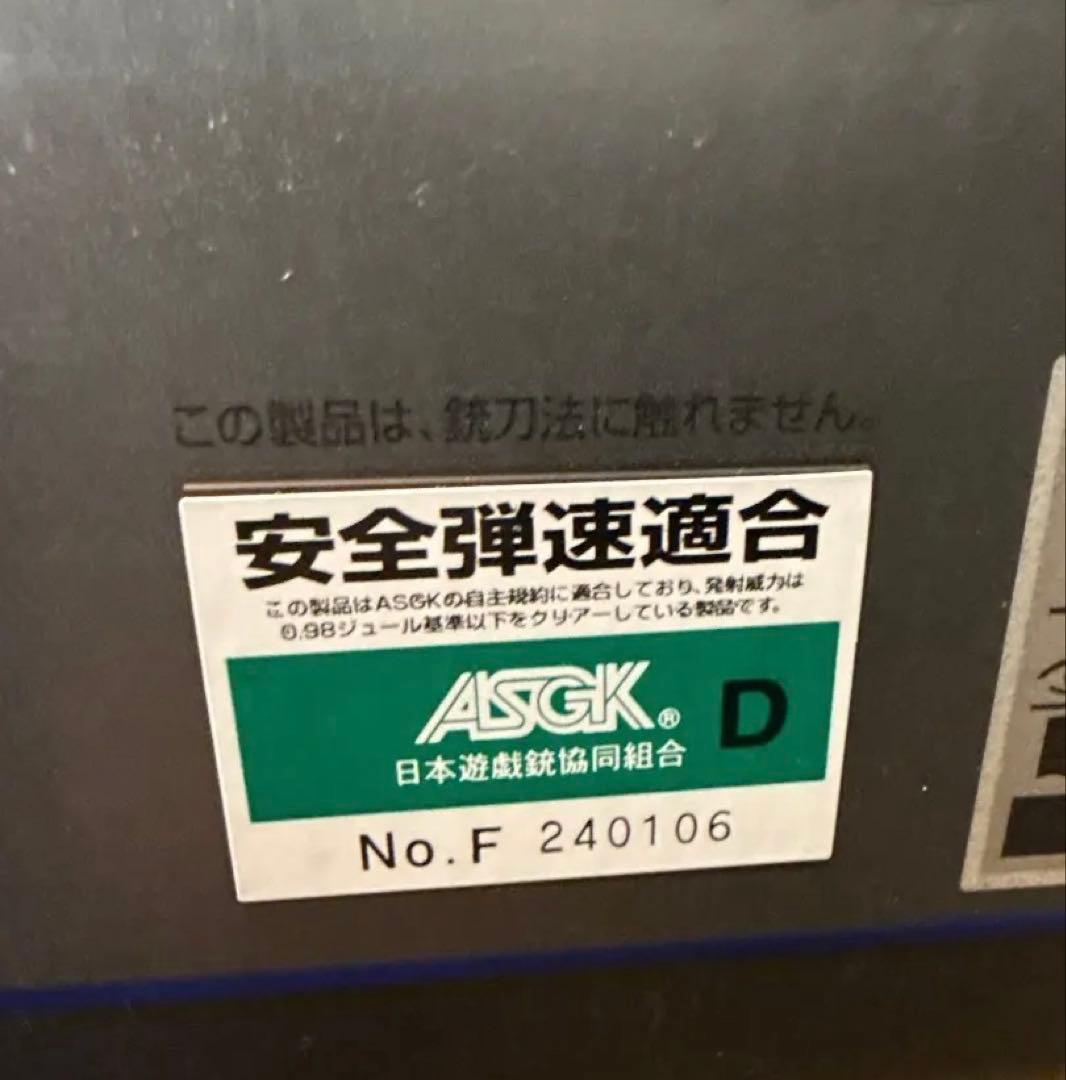 この製品は、銃刀法に触れません。
安全弾速適合
この製品はASGKの自主規約に適合しており、発射威力は
0.98ジュール基準以下をクリアーしている製品です。
ASGK® D
日本遊戯銃協同組合
No.F 240106